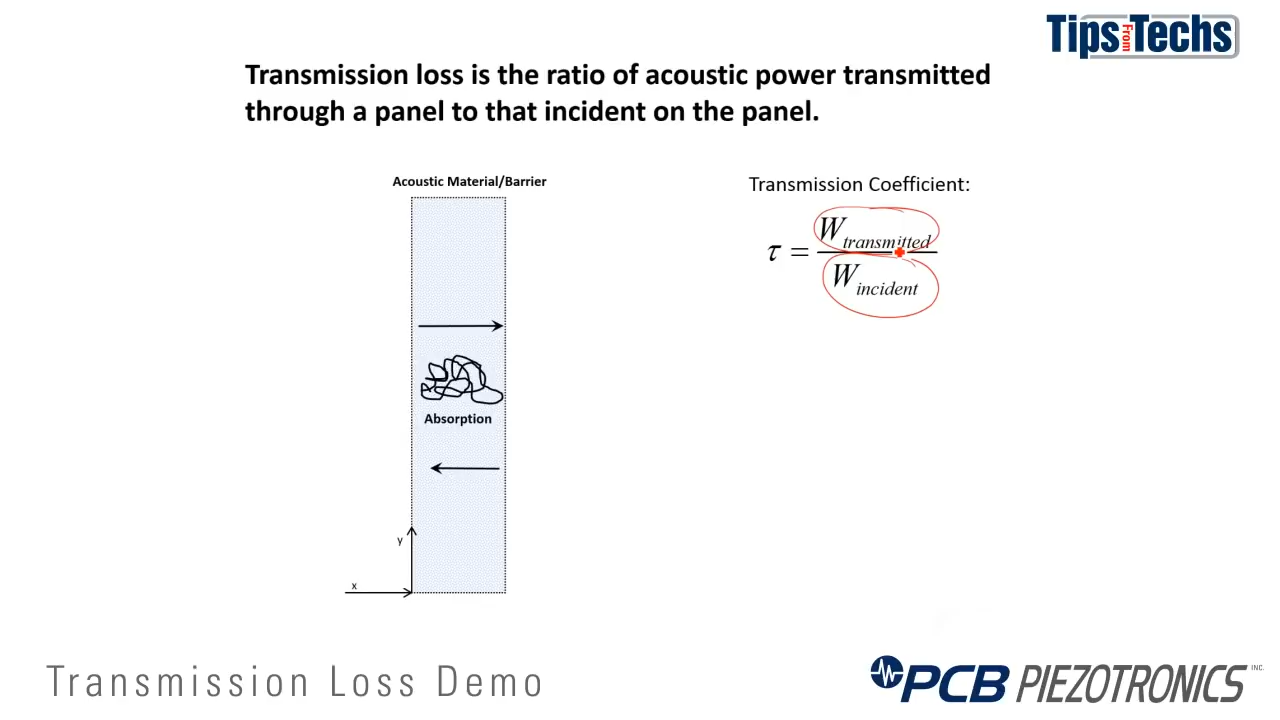 Tips From Techs
Transmission loss is the ratio of acoustic power transmitted
through a panel to that incident on the panel.
Acoustic Material/Barrier
Absorption
y
x
Transmission Coefficient:
τ = W transmitted
W incident
Transmission Loss Demo
PCB PIEZOTRONICS INC.